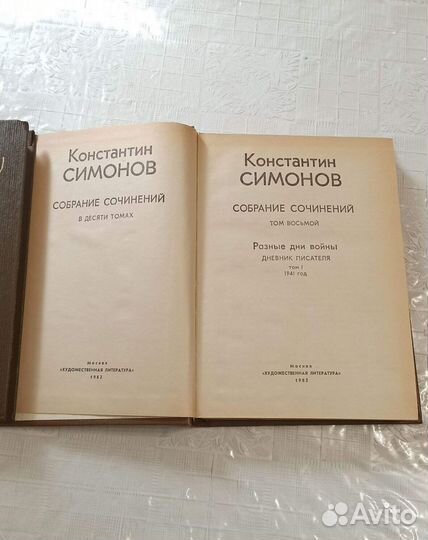 Константин
СИМОНОВ
СОБРАНИЕ СОЧИНЕНИЙ
В ДЕСЯТИ ТОМАХ
Москва
«ХУДОЖЕСТВЕННАЯ ЛИТЕРАТУРА»
1982
Константин
СИМОНОВ
СОБРАНИЕ СОЧИНЕНИЙ
ТОМ ВОСЬМОЙ
Разные дни войны
ДНЕВНИК ПИСАТЕЛЯ
ТОМ I
1941 ГОД
Москва
«ХУДОЖЕСТВЕННАЯ ЛИТЕРАТУРА»
1982
Avito